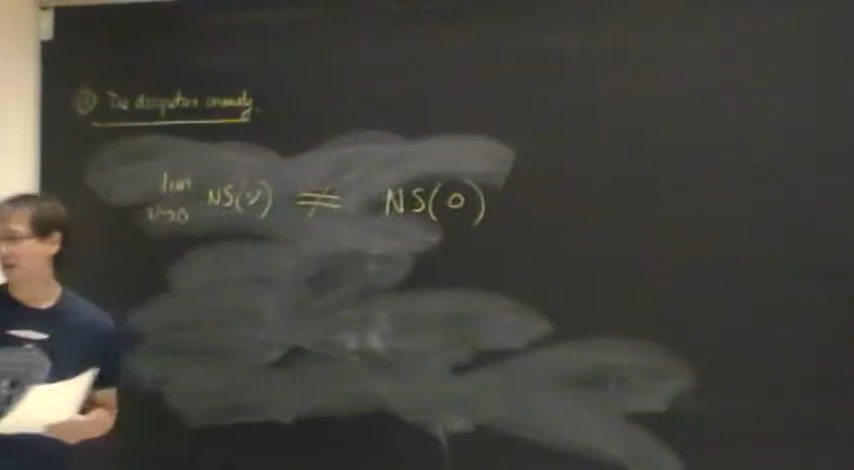 ① The dissipation anomaly.
lim NS(ν) ≠ NS(0)
ν→0